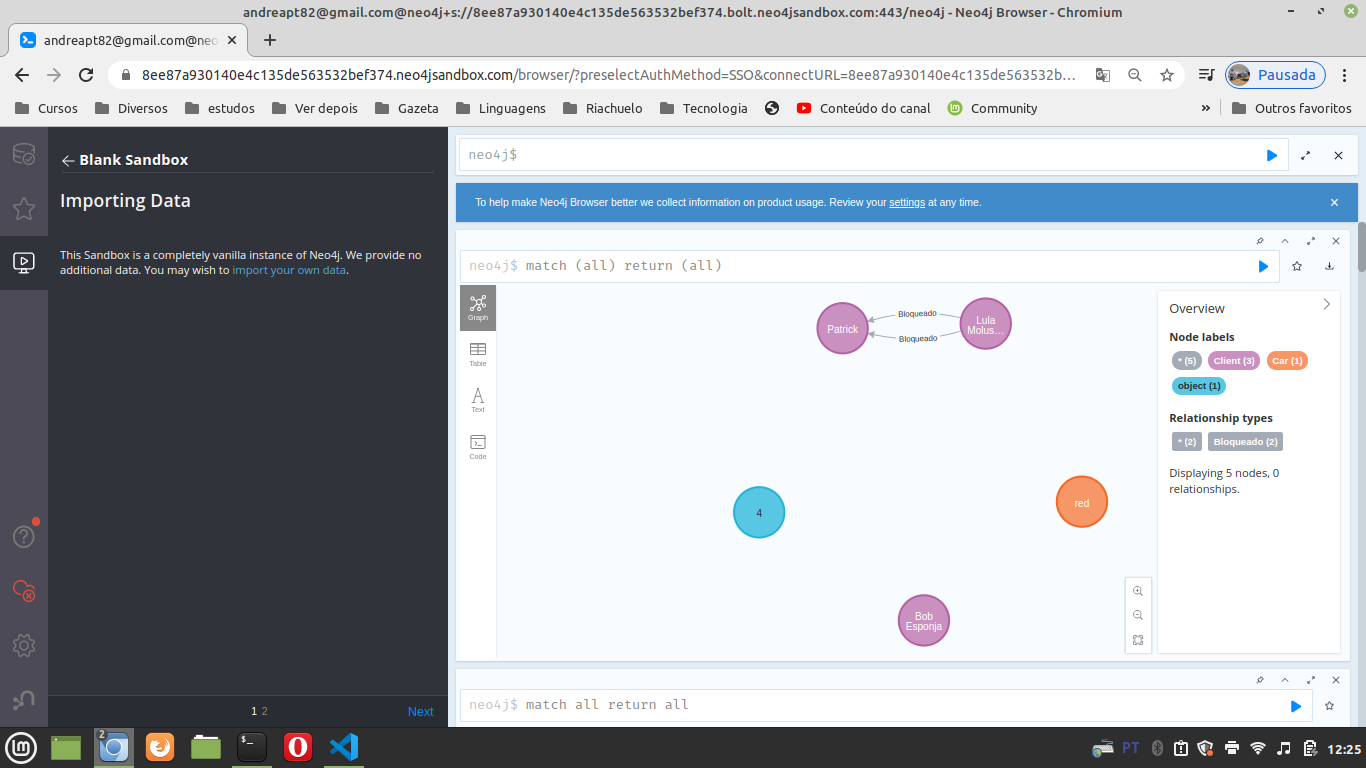 andreapt82@gmail.com@neo4j+s://8ee87a930140e4c135de563532bef374.bolt.neo4jsandbox.com:443/neo4j - Neo4j Browser - Chromium
andreapt82@gmail.com@neo
8ee87a930140e4c135de563532bef374.neo4jsandbox.com/browser/?preselectAuthMethod=SSO&connectURL=8ee87a930140e4c135de563532b...
Pausada
Cursos
Diversos
estudos
Ver depois
Gazeta
Linguagens
Riachuelo
Tecnologia
Conteúdo do canal
Community
»
Outros favoritos
Blank Sandbox
Importing Data
This Sandbox is a completely vanilla instance of Neo4j. We provide no
additional data. You may wish to import your own data.
1 2
Next
neo4j$
To help make Neo4j Browser better we collect information on product usage. Review your settings at any time.
neo4j$ match (all) return (all)
Graph
Table
Text
Code
Patrick
Bloqueado
Bloqueado
Lula
Molus...
4
red
Bob
Esponja
Overview
Node labels
* (5)
Client (3)
Car (1)
object (1)
Relationship types
* (2)
Bloqueado (2)
Displaying 5 nodes, 0
relationships.
neo4j$ match all return all
2
PT
12:25